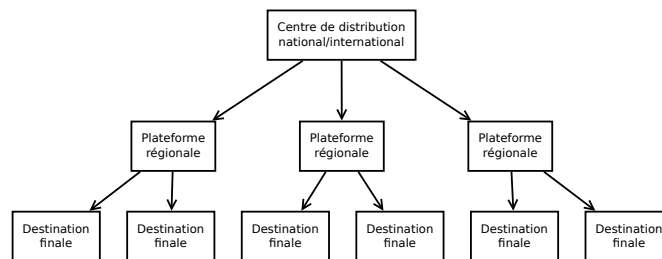 Centre de distribution
national/international
Plateforme
régionale
Plateforme
régionale
Plateforme
régionale
Destination
finale
Destination
finale
Destination
finale
Destination
finale
Destination
finale
Destination
finale